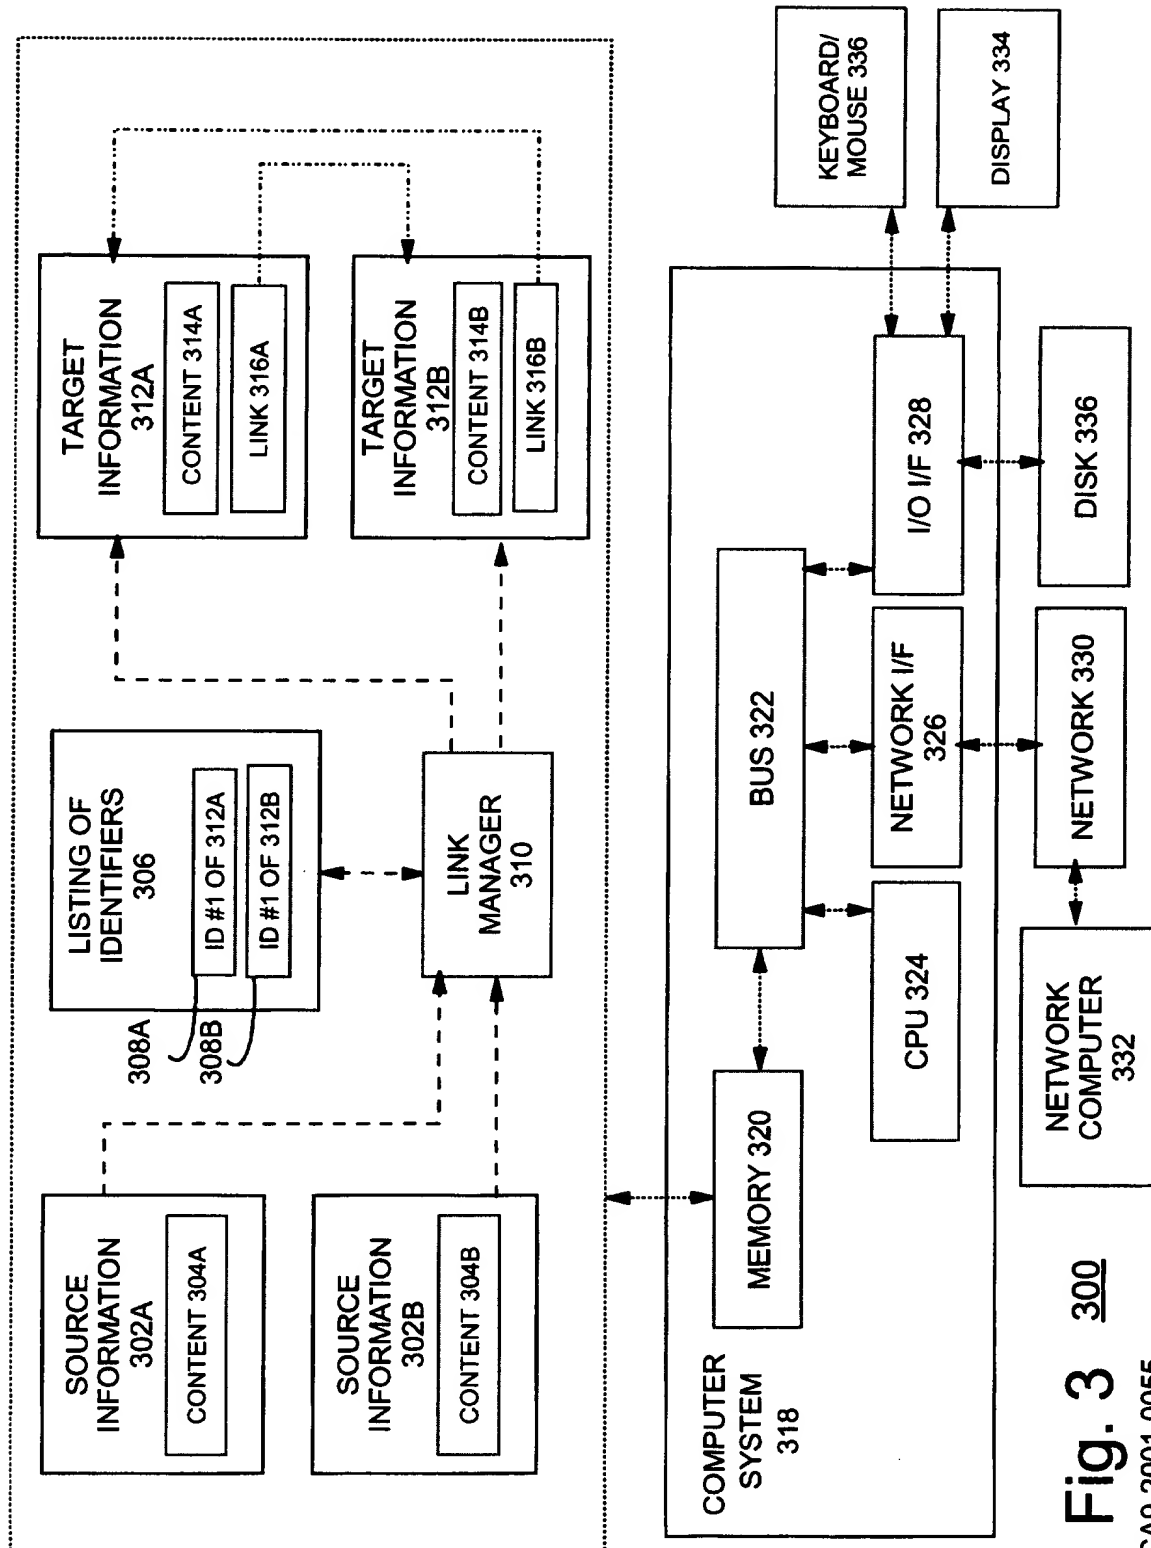 SOURCE
INFORMATION
302A
CONTENT 304A
SOURCE
INFORMATION
302B
CONTENT 304B
LISTING OF
IDENTIFIERS
306
ID #1 OF 312A
ID #1 OF 312B
308A
308B
LINK
MANAGER
310
TARGET
INFORMATION
312A
CONTENT 314A
LINK 316A
TARGET
INFORMATION
312B
CONTENT 314B
LINK 316B
COMPUTER
SYSTEM
318
MEMORY 320
BUS 322
CPU 324
NETWORK I/F
326
I/O I/F 328
KEYBOARD/
MOUSE 336
DISPLAY 334
NETWORK
COMPUTER
332
NETWORK 330
DISK 336
Fig. 3 300
CA9-2001-0055